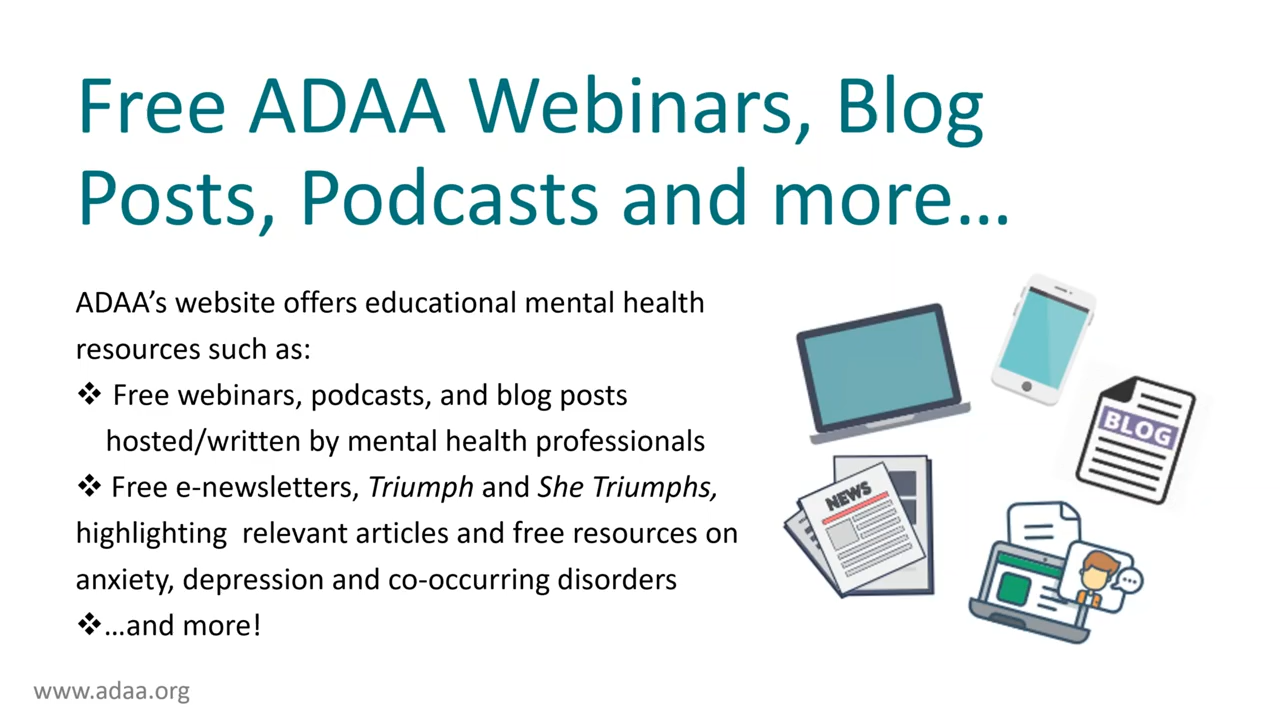 Free ADAA Webinars, Blog
Posts, Podcasts and more...
ADAA’s website offers educational mental health
resources such as:
❖ Free webinars, podcasts, and blog posts
hosted/written by mental health professionals
❖ Free e-newsletters, Triumph and She Triumphs,
highlighting  relevant articles and free resources on
anxiety, depression and co-occurring disorders
❖...and more!
BLOG
NEWS
www.adaa.org